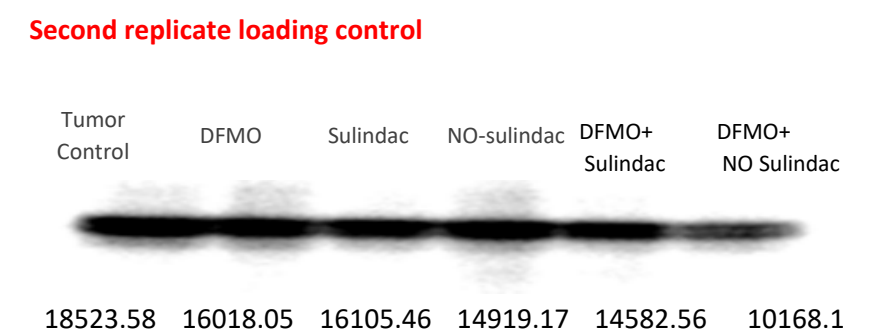 Second replicate loading control
Tumor
Control
DFMO
Sulindac
NO-sulindac
DFMO+
Sulindac
DFMO+
NO Sulindac
18523.58 16018.05 16105.46 14919.17 14582.56 10168.1